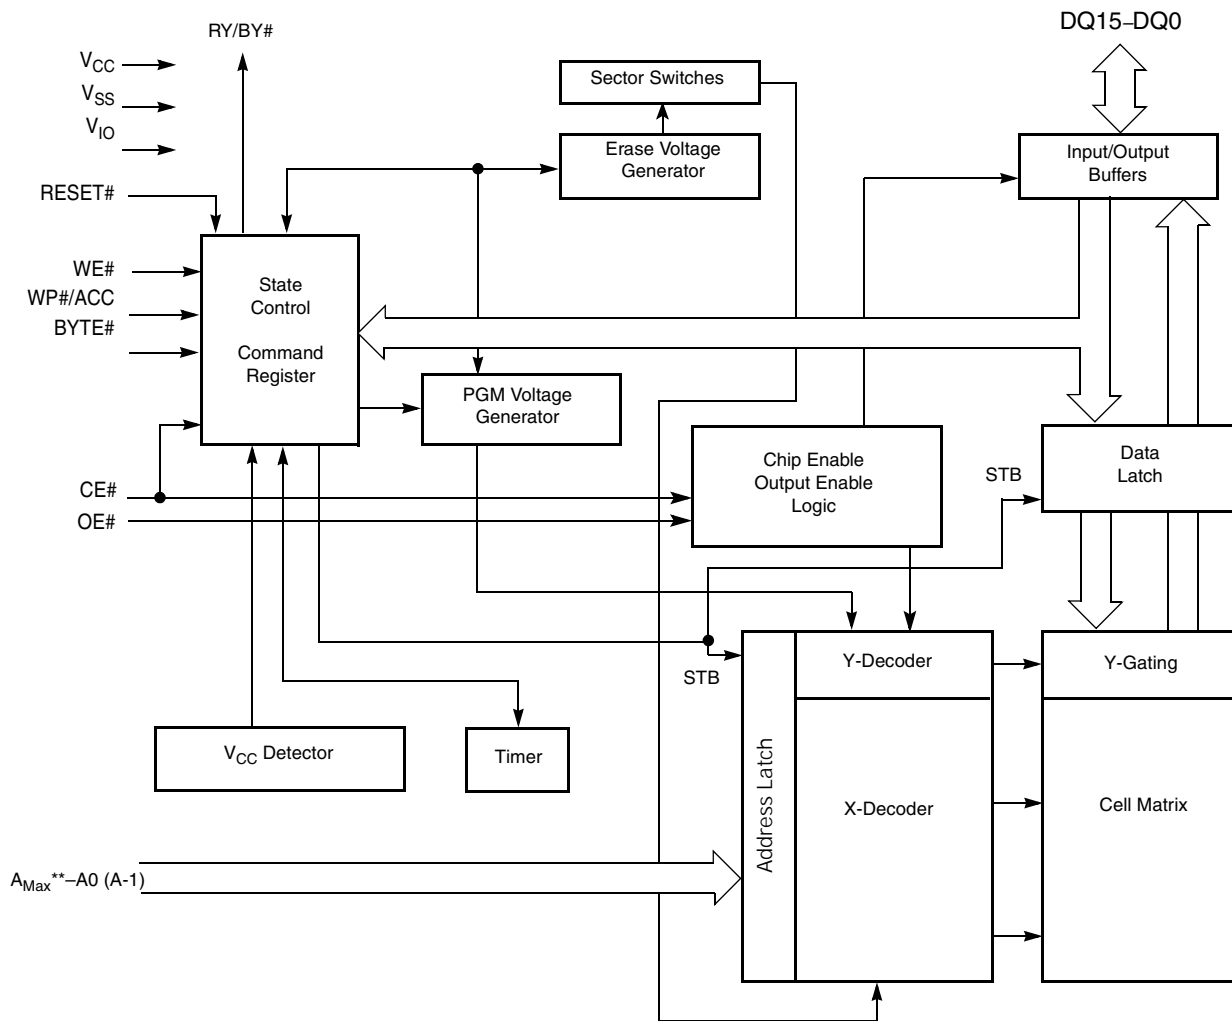 RY/BY#
DQ15–DQ0
VCC
VSS
VIO
RESET#
WE#
WP#/ACC
BYTE#
CE#
OE#
Sector Switches
Erase Voltage
Generator
Input/Output
Buffers
State
Control
Command
Register
PGM Voltage
Generator
Chip Enable
Output Enable
Logic
STB
Data
Latch
STB
Y-Decoder
Y-Gating
VCC Detector
Timer
Address Latch
X-Decoder
Cell Matrix
AMax**–A0 (A-1)